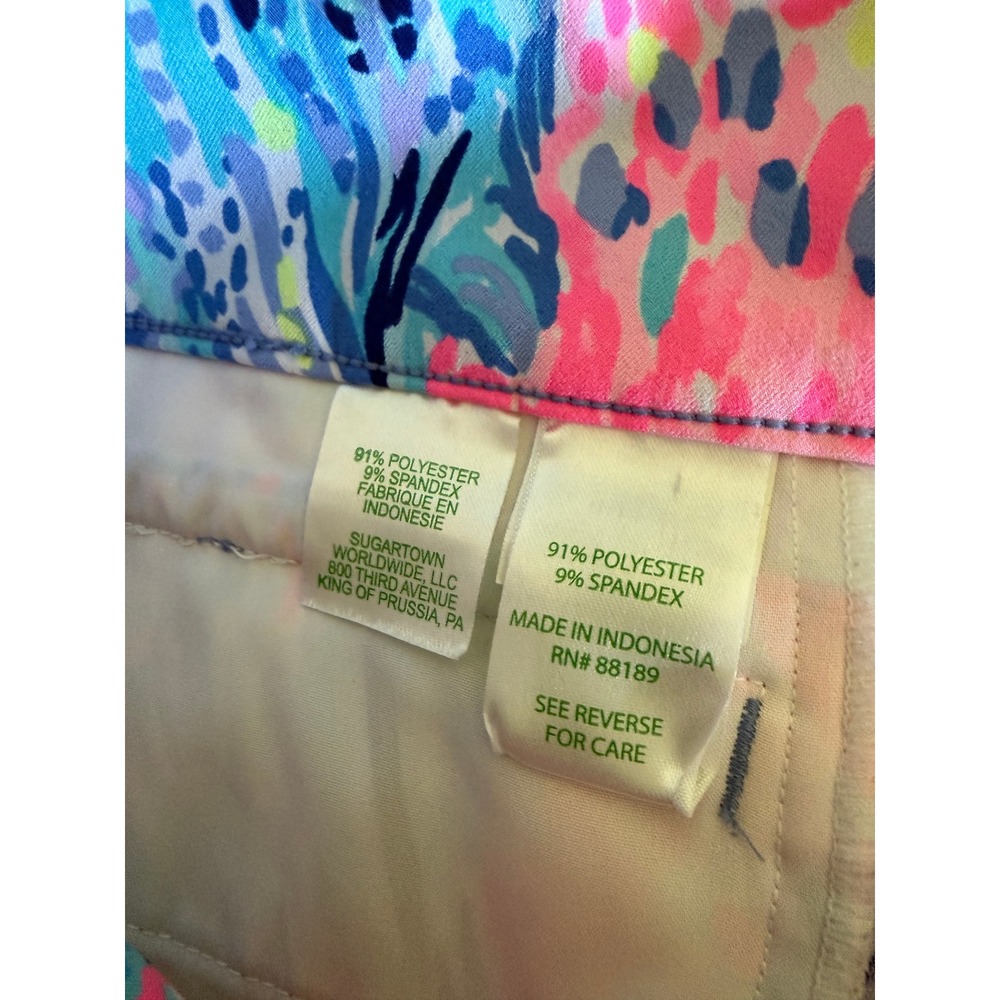 91% POLYESTER
9% SPANDEX
FABRIQUE EN
INDONESIE
SUGARTOWN
WORLDWIDE, LLC
800 THIRD AVENUE
KING OF PRUSSIA, PA
91% POLYESTER
9% SPANDEX
MADE IN INDONESIA
RN# 88189
SEE REVERSE
FOR CARE